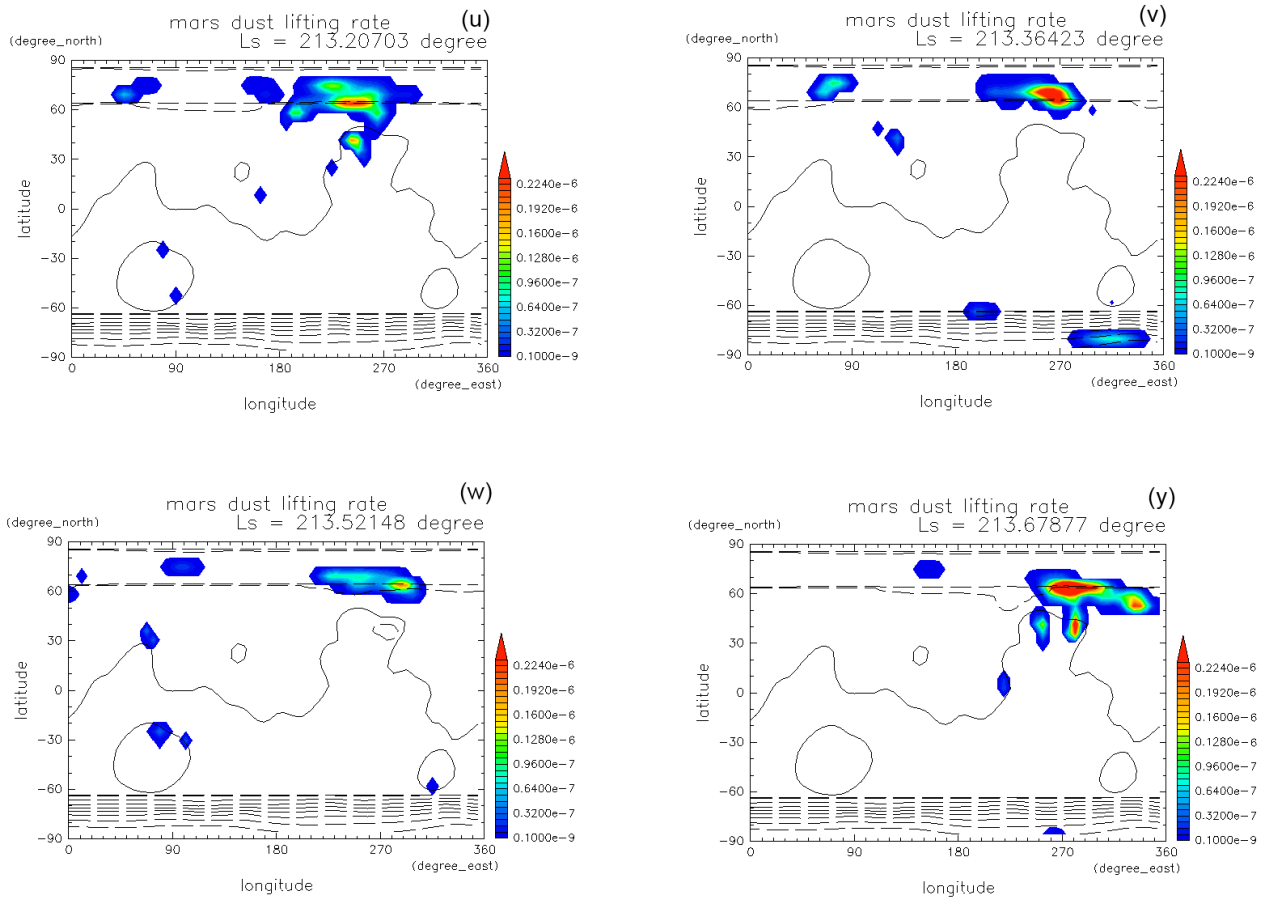 (u)
mars dust lifting rate
(degree_north)
Ls = 213.20703 degree
90
60
30
0
−30
−60
−90
latitude
0 90 180 270 360
(degree_east)
longitude
0.2240e−6
0.1920e−6
0.1600e−6
0.1280e−6
0.9600e−7
0.6400e−7
0.3200e−7
0.1000e−9
(v)
mars dust lifting rate
(degree_north)
Ls = 213.36423 degree
90
60
30
0
−30
−60
−90
latitude
0 90 180 270 360
(degree_east)
longitude
0.2240e−6
0.1920e−6
0.1600e−6
0.1280e−6
0.9600e−7
0.6400e−7
0.3200e−7
0.1000e−9
(w)
mars dust lifting rate
(degree_north)
Ls = 213.52148 degree
90
60
30
0
−30
−60
−90
latitude
0 90 180 270 360
(degree_east)
longitude
0.2240e−6
0.1920e−6
0.1600e−6
0.1280e−6
0.9600e−7
0.6400e−7
0.3200e−7
0.1000e−9
(y)
mars dust lifting rate
(degree_north)
Ls = 213.67877 degree
90
60
30
0
−30
−60
−90
latitude
0 90 180 270 360
(degree_east)
longitude
0.2240e−6
0.1920e−6
0.1600e−6
0.1280e−6
0.9600e−7
0.6400e−7
0.3200e−7
0.1000e−9